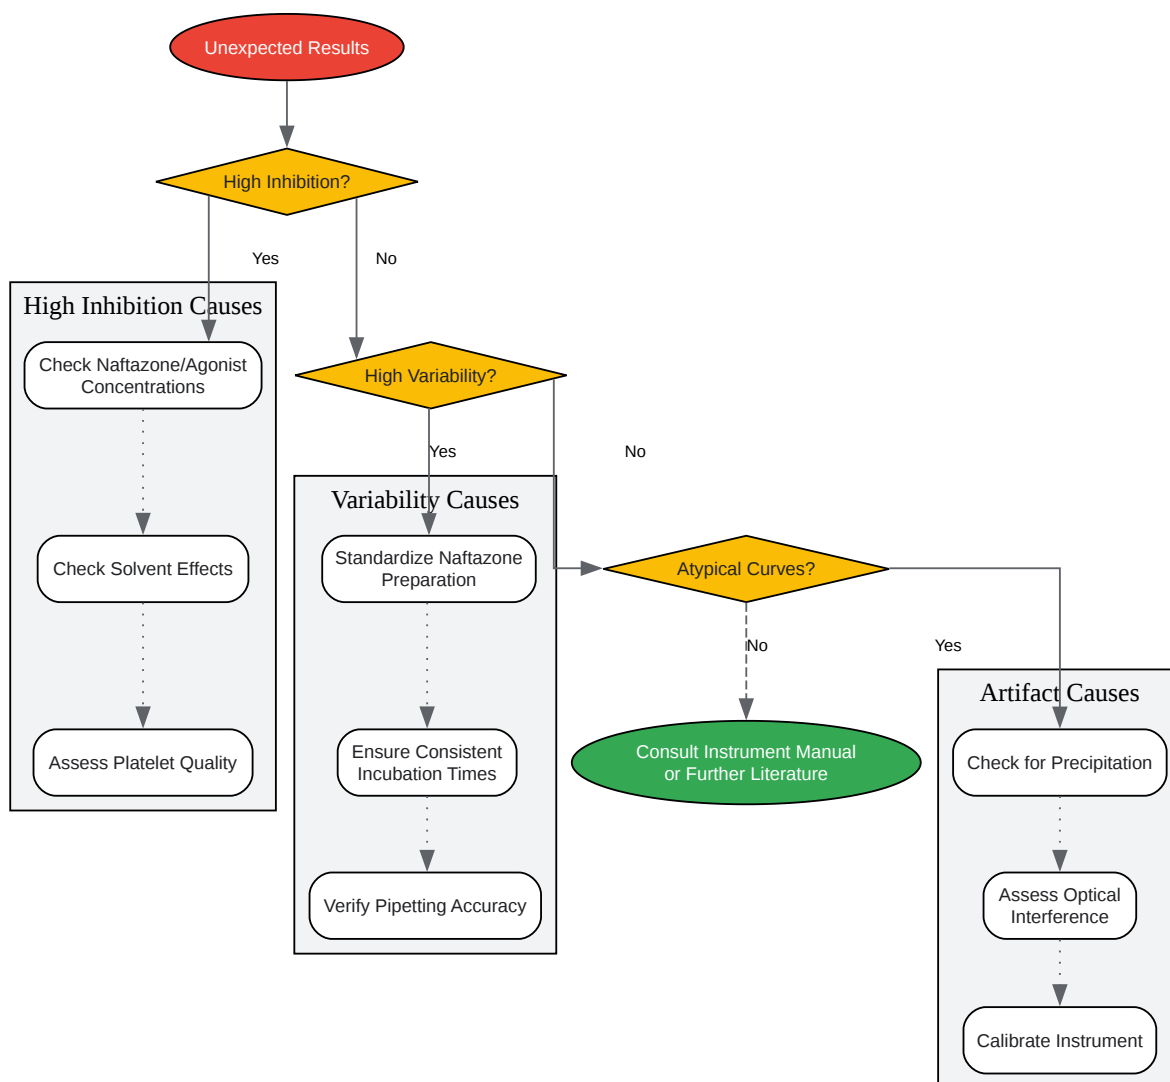 Unexpected Results
High Inhibition?
Yes
No
High Inhibition Causes
Check Naftazone/Agonist
Concentrations
Check Solvent Effects
Assess Platelet Quality
High Variability?
Yes
No
Variability Causes
Standardize Naftazone
Preparation
Ensure Consistent
Incubation Times
Verify Pipetting Accuracy
Atypical Curves?
No
Yes
Consult Instrument Manual
or Further Literature
Artifact Causes
Check for Precipitation
Assess Optical
Interference
Calibrate Instrument